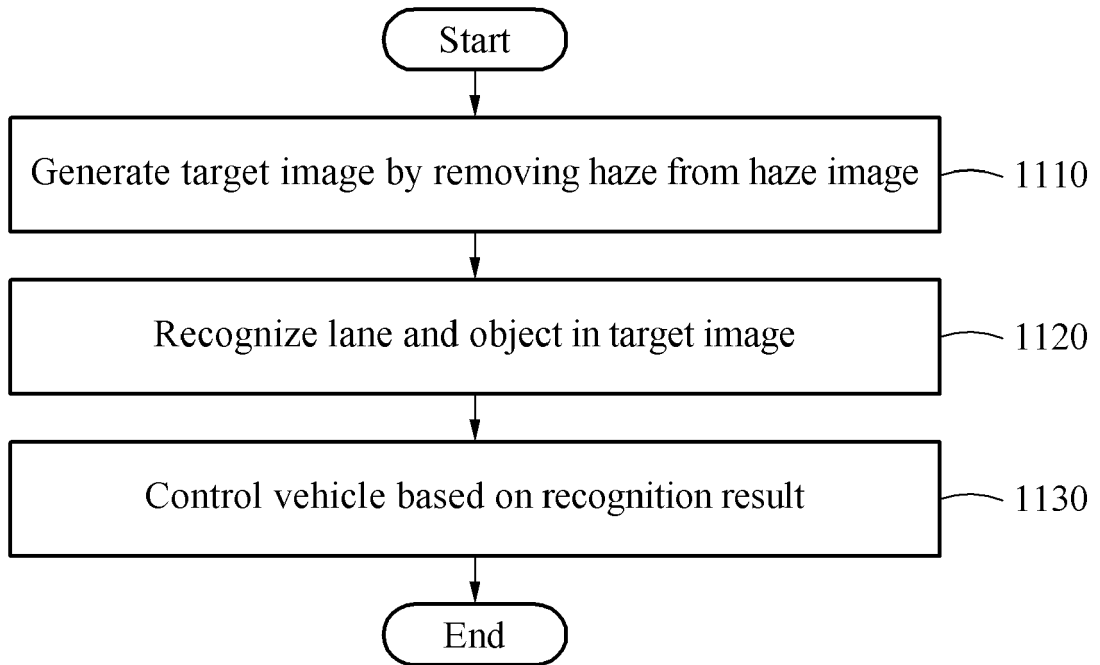 Start
Generate target image by removing haze from haze image
1110
Recognize lane and object in target image
1120
Control vehicle based on recognition result
1130
End